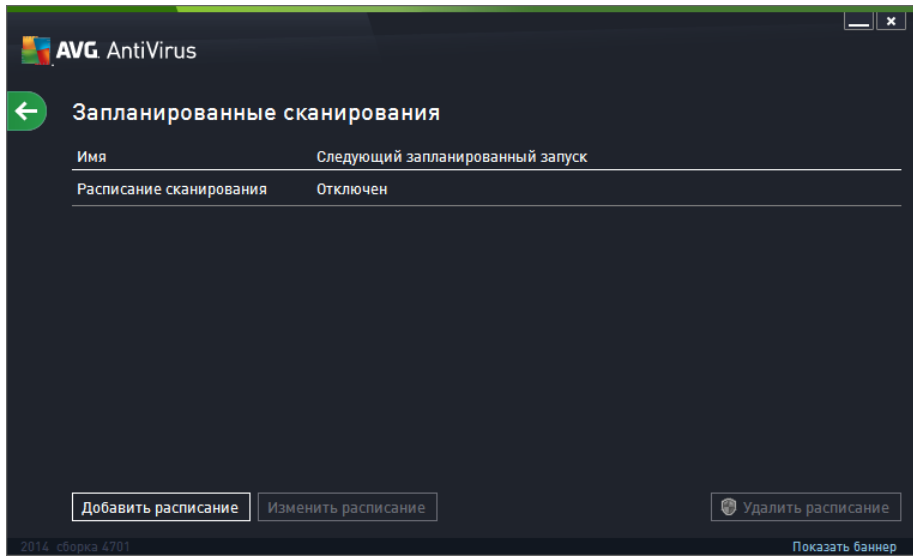 AVG. AntiVirus
Запланированные сканирования
Имя Следующий запланированный запуск
Расписание сканирования Отключен
Добавить расписание Изменить расписание Удалить расписание
2014 сборка 4701 Показать баннер